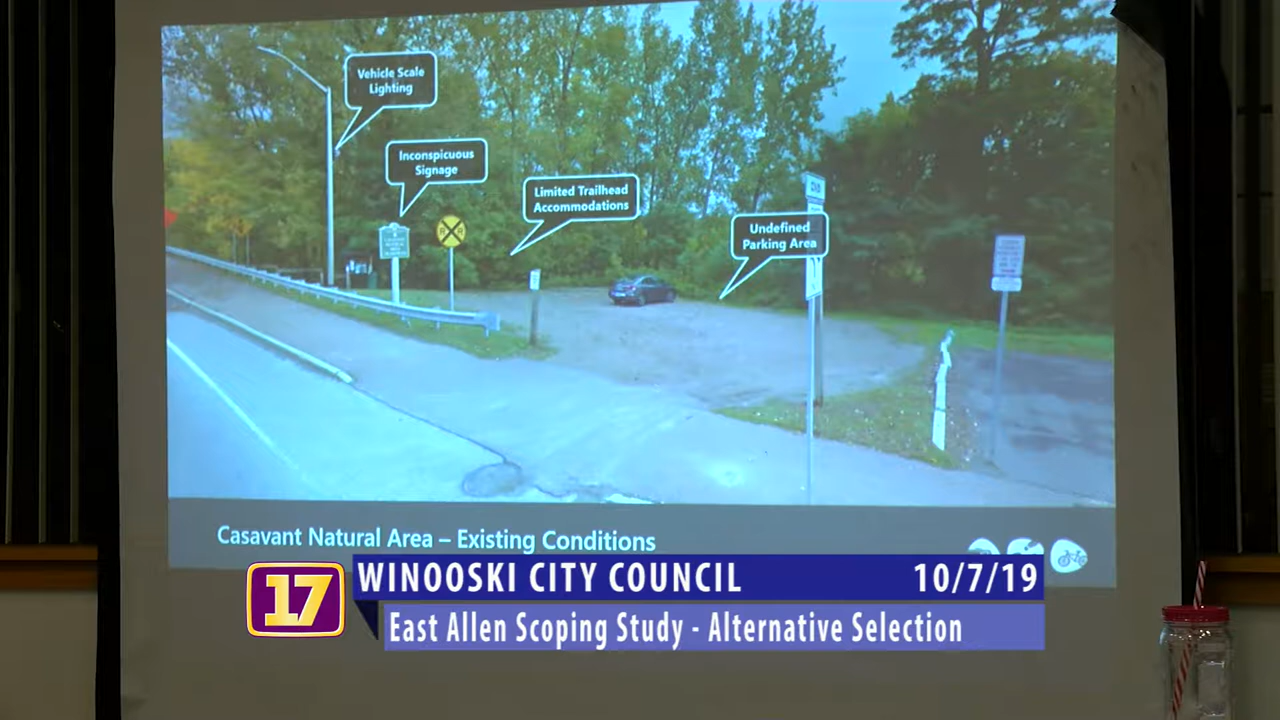 Vehicle Scale
Lighting
Inconspicuous
Signage
Limited Trailhead
Accommodations
Undefined
Parking Area
R R
Casavant Natural Area – Existing Conditions
17
WINOOSKI CITY COUNCIL
10/7/19
East Allen Scoping Study - Alternative Selection